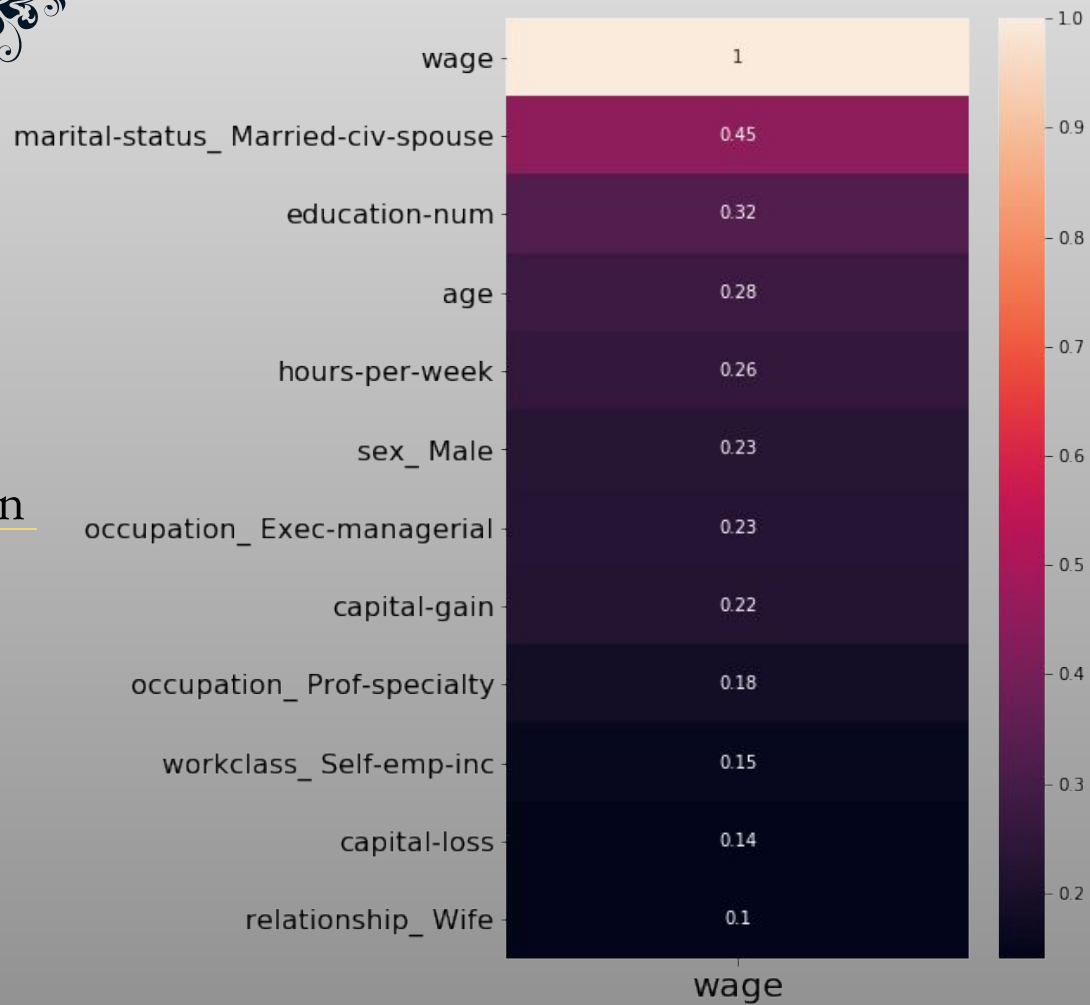 wage 1
marital-status_ Married-civ-spouse 0.45
education-num 0.32
age 0.28
hours-per-week 0.26
sex_ Male 0.23
n
occupation_ Exec-managerial 0.23
capital-gain 0.22
occupation_ Prof-specialty 0.18
workclass_ Self-emp-inc 0.15
capital-loss 0.14
relationship_ Wife 0.1
wage
1.0
0.9
0.8
0.7
0.6
0.5
0.4
0.3
0.2